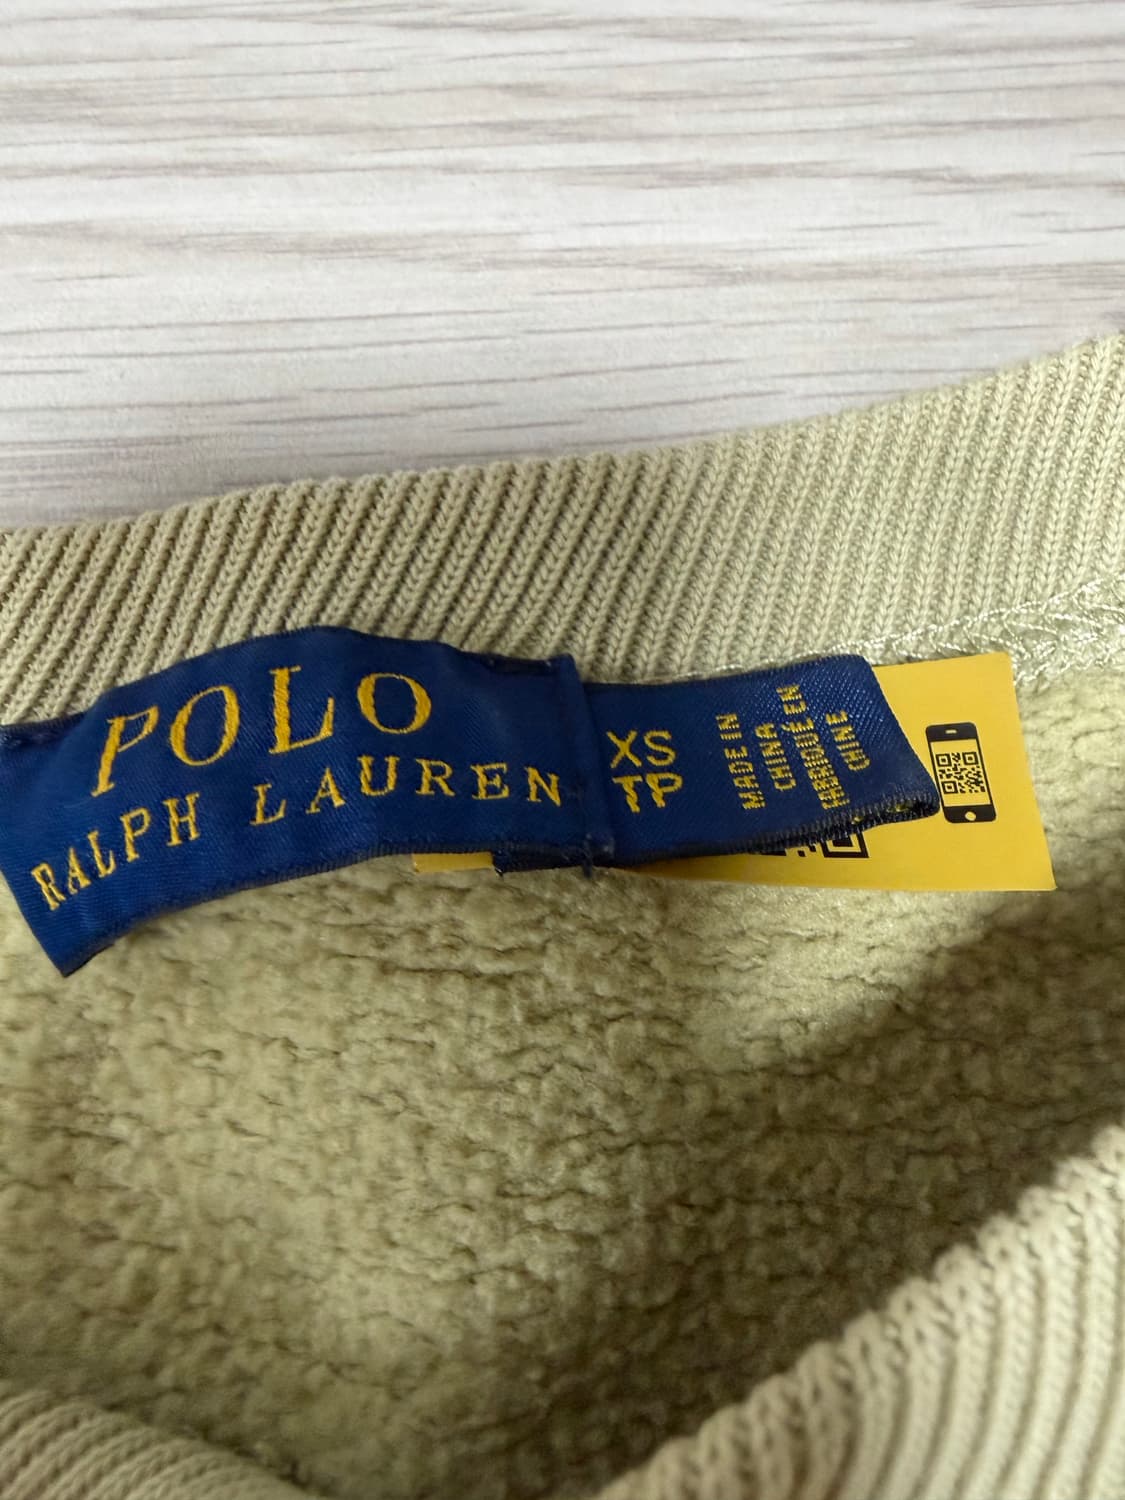 POLO
RALPH LAUREN
XS
TP
MADE IN
CHINA
FABRIQUÉ EN
CHINE